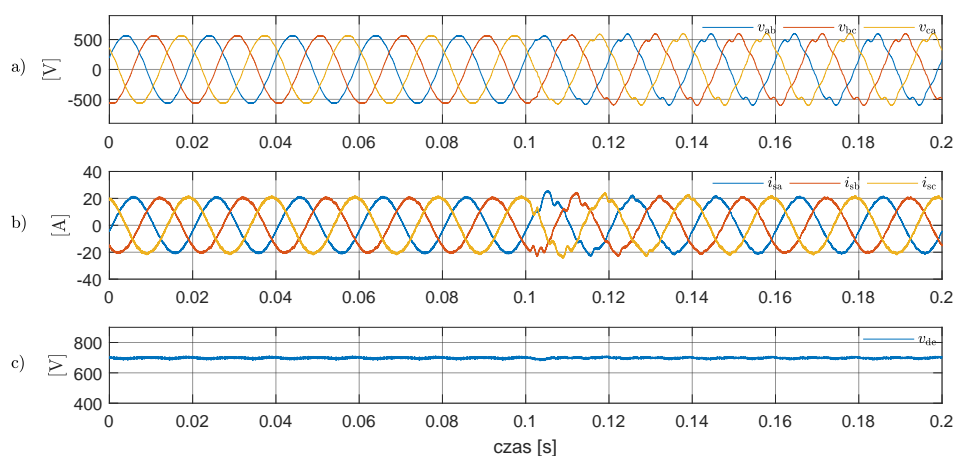 a)
[V]
500
0
-500
v_ab v_bc v_ca
0 0.02 0.04 0.06 0.08 0.1 0.12 0.14 0.16 0.18 0.2
b)
[A]
40
20
0
-20
-40
i_sa i_sb i_sc
0 0.02 0.04 0.06 0.08 0.1 0.12 0.14 0.16 0.18 0.2
c)
[V]
800
600
400
v_dc
0 0.02 0.04 0.06 0.08 0.1 0.12 0.14 0.16 0.18 0.2
czas [s]